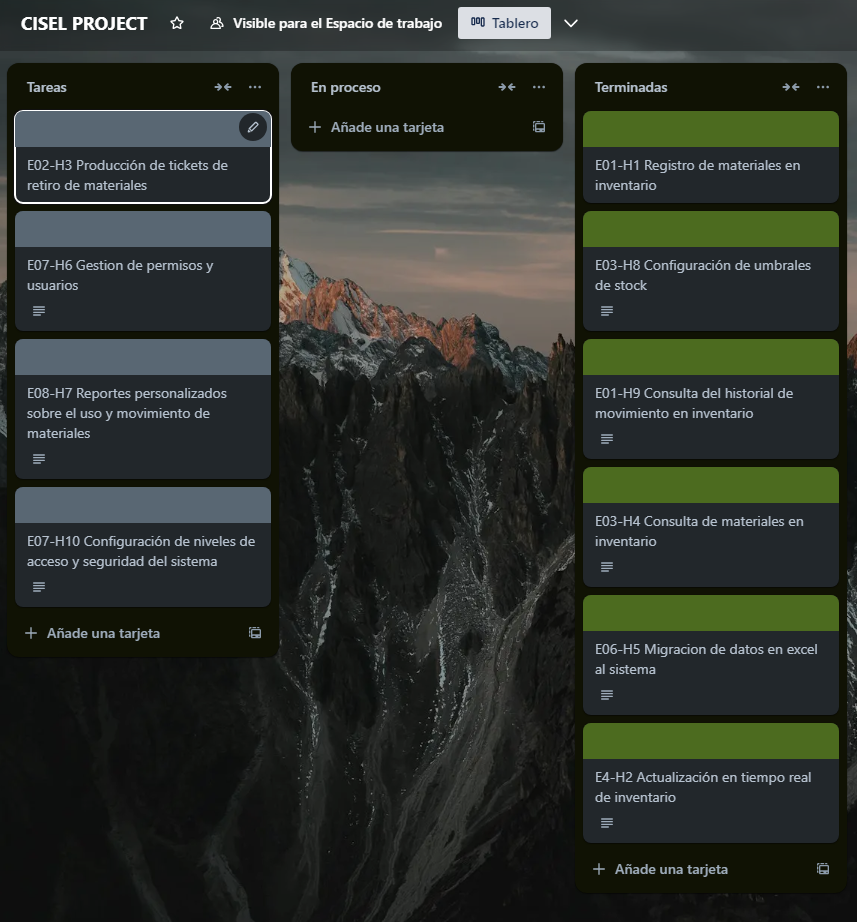 CISEL PROJECT
Visible para el Espacio de trabajo
Tablero
Tareas
E02-H3 Producción de tickets de
retiro de materiales
E07-H6 Gestion de permisos y
usuarios
E08-H7 Reportes personalizados
sobre el uso y movimiento de
materiales
E07-H10 Configuración de niveles de
acceso y seguridad del sistema
Añade una tarjeta
En proceso
Añade una tarjeta
Terminadas
E01-H1 Registro de materiales en
inventario
E03-H8 Configuración de umbrales
de stock
E01-H9 Consulta del historial de
movimiento en inventario
E03-H4 Consulta de materiales en
inventario
E06-H5 Migracion de datos en excel
al sistema
E4-H2 Actualización en tiempo real
de inventario
Añade una tarjeta